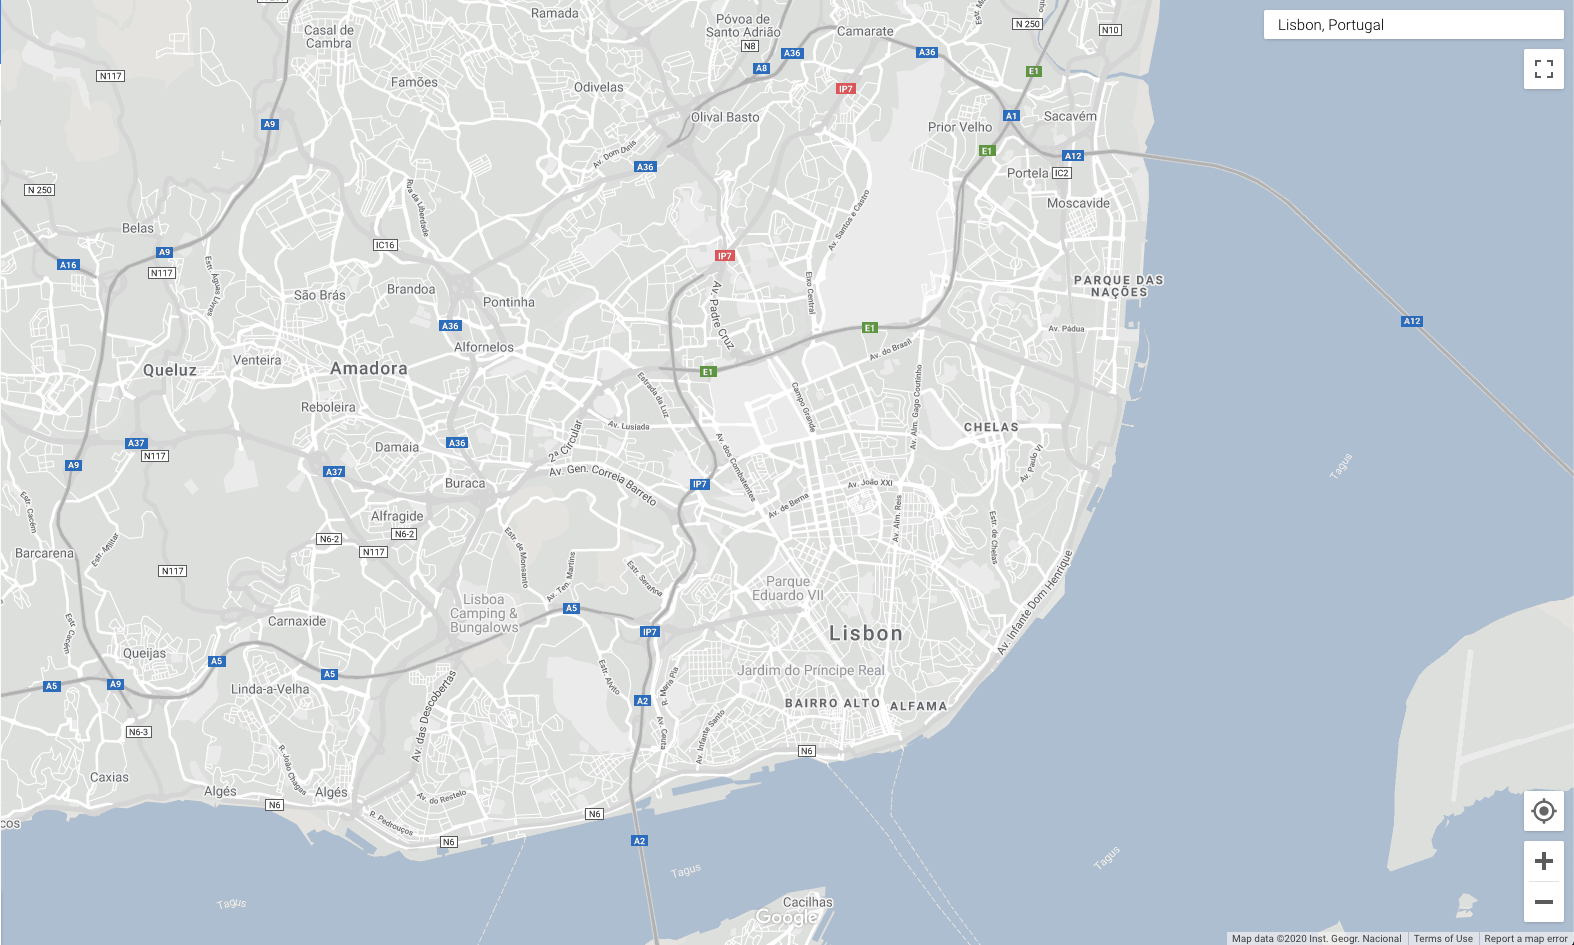 Ramada
Póvoa de
Santo Adrião
N 250
Lisbon, Portugal
Casal de
Cambra
Camarate
N10
N8
A36
A36
A8
E1
N117
Famões
Odivelas
IP7
A9
Olival Basto
Prior Velho
A1
Sacavém
Av. Dom Dinis
E1
A12
A36
Portela
IC2
N 250
Rua da Liberdade
Av. Santos e Castro
Moscavide
Belas
IC16
A9
IP7
A16
N117
Estr. Águas Livres
Eixo Central
PARQUE DAS
NAÇÕES
São Brás
Brandoa
Pontinha
Av. Padre Cruz
A12
A36
E1
Av. Pádua
Alfornelos
Av. do Brasil
Venteira
Queluz
Amadora
E1
Reboleira
Estrada da Luz
Campo Grande
Av. Alm. Gago Coutinho
Av. Lusíada
CHELAS
A37
Damaia
A36
2ª Circular
N117
Av. dos Combatentes
Av. Paulo VI
Tagus
A9
A37
Av. Gen. Correia Barreto
Buraca
IP7
Av. João XXI
Av. de Berna
Estr. Cacém
Alfragide
Av. Alm. Reis
Estr. de Chelas
N6-2
N6-2
Barcarena
Estr. Militar
N117
Estr. de Monsanto
N117
Av. Ten. Martins
Estr. Serafina
Parque
Eduardo VII
Av. Infante Dom Henrique
Lisboa
Camping &
Bungalows
A5
Carnaxide
Estr. Cacém
IP7
Lisbon
Queijas
A5
A5
Estr. Alvito
R. Maria Pia
Jardim do Príncipe Real
A5
A9
Linda-a-Velha
Av. das Descobertas
A2
BAIRRO ALTO
ALFAMA
N6-3
Av. Ceuta
Av. Infante Santo
N6
Caxias
R. João Chagas
Algés
Algés
Av. do Restelo
N6
N6
R. Pedrouços
cos
N6
A2
Tagus
Tagus
Tagus
Cacilhas
Google
Map data ©2020 Inst. Geogr. Nacional
Terms of Use
Report a map error